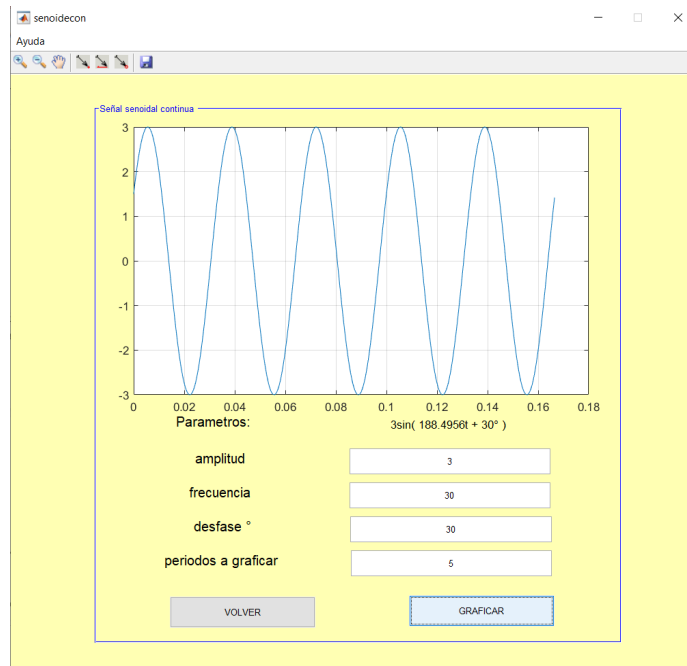 senoidecon
Ayuda
Señal senoidal continua
3
2
1
0
-1
-2
-3
0 0.02 0.04 0.06 0.08 0.1 0.12 0.14 0.16 0.18
Parametros: 3sin( 188.4956t + 30° )
amplitud 3
frecuencia 30
desfase ° 30
periodos a graficar 5
VOLVER GRAFICAR